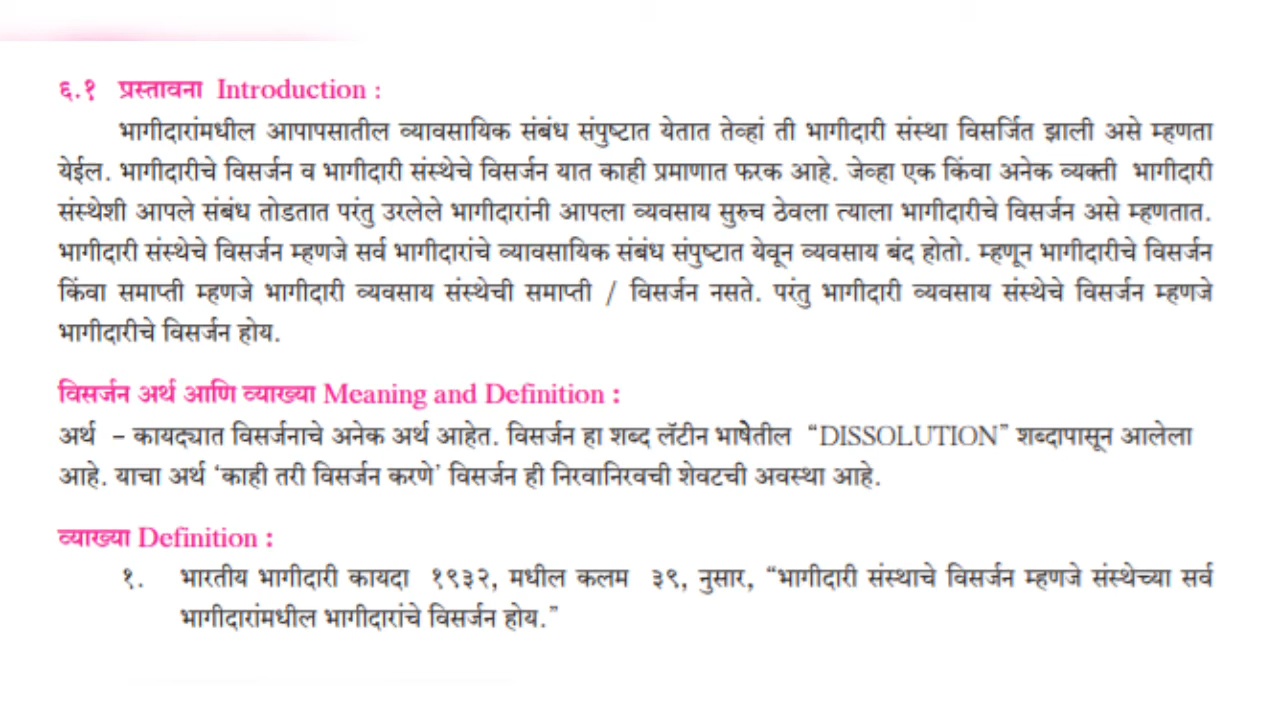 ६.१ प्रस्तावना Introduction :
भागीदारांमधील आपापसातील व्यावसायिक संबंध संपुष्टात येतात तेव्हां ती भागीदारी संस्था विसर्जित झाली असे म्हणता
येईल. भागीदारीचे विसर्जन व भागीदारी संस्थेचे विसर्जन यात काही प्रमाणात फरक आहे. जेव्हा एक किंवा अनेक व्यक्ती भागीदारी
संस्थेशी आपले संबंध तोडतात परंतु उरलेले भागीदारांनी आपला व्यवसाय सुरुच ठेवला त्याला भागीदारीचे विसर्जन असे म्हणतात.
भागीदारी संस्थेचे विसर्जन म्हणजे सर्व भागीदारांचे व्यावसायिक संबंध संपुष्टात येवून व्यवसाय बंद होतो. म्हणून भागीदारीचे विसर्जन
किंवा समाप्ती म्हणजे भागीदारी व्यवसाय संस्थेची समाप्ती / विसर्जन नसते. परंतु भागीदारी व्यवसाय संस्थेचे विसर्जन म्हणजे
भागीदारीचे विसर्जन होय.
विसर्जन अर्थ आणि व्याख्या Meaning and Definition :
अर्थ – कायद्यात विसर्जनाचे अनेक अर्थ आहेत. विसर्जन हा शब्द लॅटीन भाषेतील “DISSOLUTION” शब्दापासून आलेला
आहे. याचा अर्थ ‘काही तरी विसर्जन करणे’ विसर्जन ही निरवानिरवची शेवटची अवस्था आहे.
व्याख्या Definition :
१. भारतीय भागीदारी कायदा १९३२, मधील कलम ३९, नुसार, “भागीदारी संस्थाचे विसर्जन म्हणजे संस्थेच्या सर्व
भागीदारांमधील भागीदारांचे विसर्जन होय.”